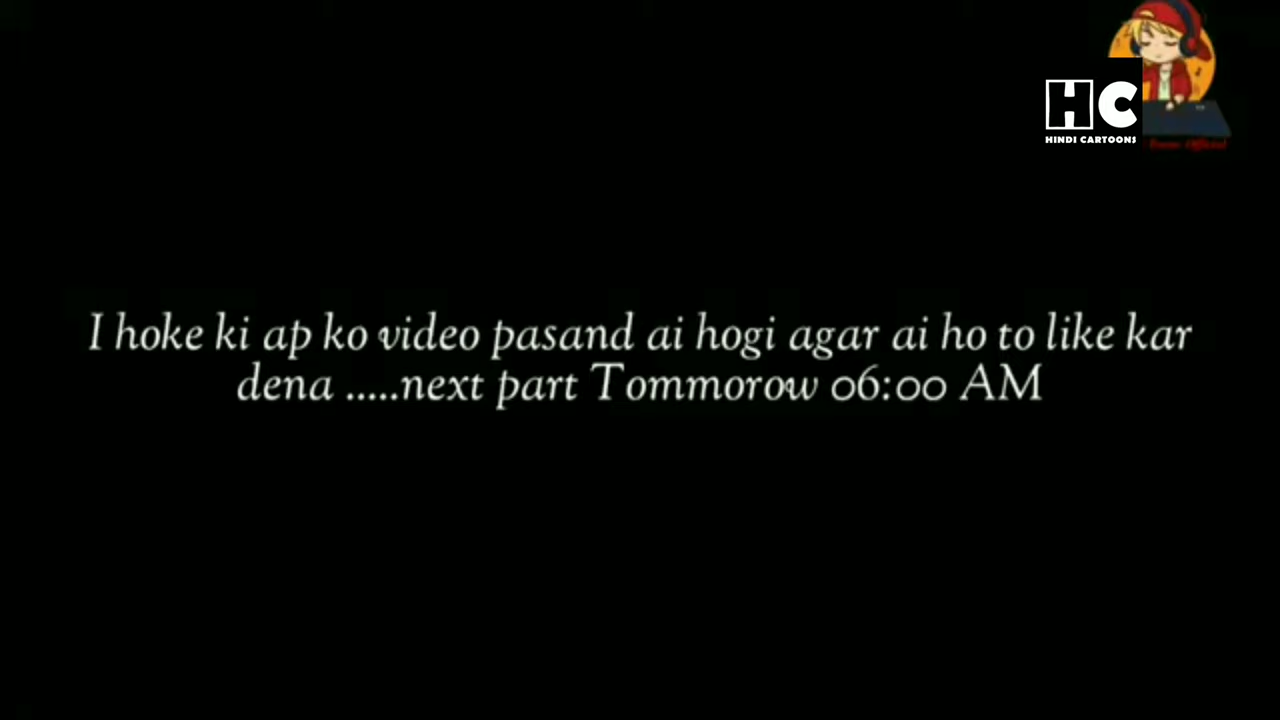 HC
HINDI CARTOONS
Official
I hoke ki ap ko video pasand ai hogi agar ai ho to like kar
dena .....next part Tommorow 06:00 AM